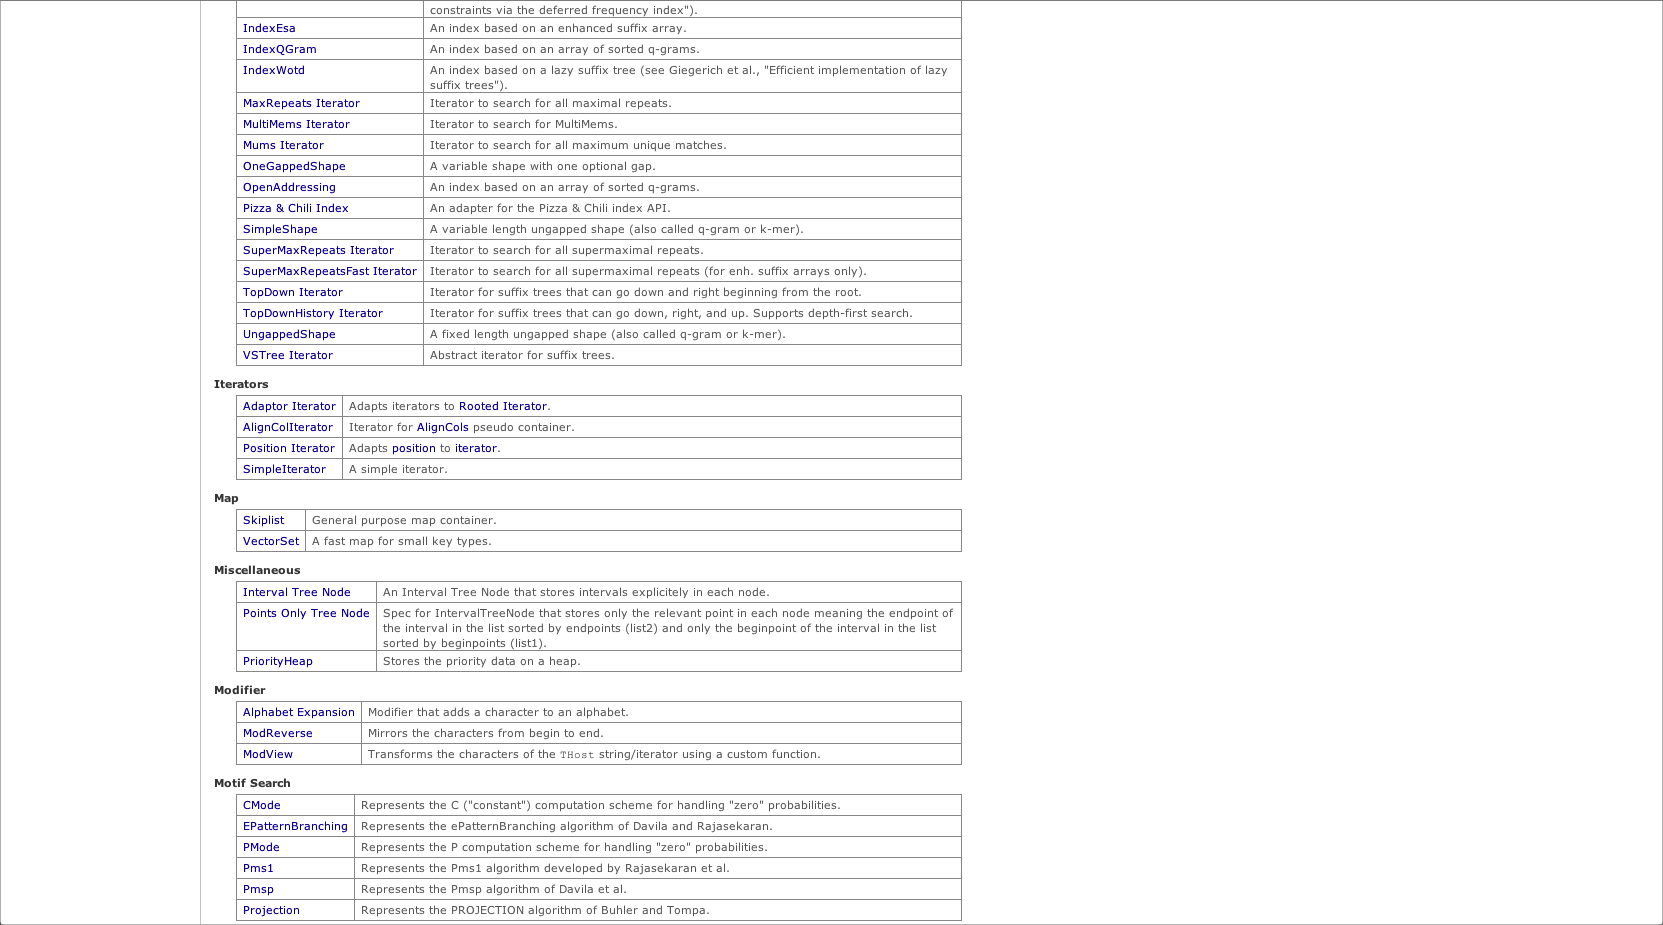 constraints via the deferred frequency index").
IndexEsa An index based on an enhanced suffix array.
IndexQGram An index based on an array of sorted q-grams.
IndexWotd An index based on a lazy suffix tree (see Giegerich et al., "Efficient implementation of lazy
suffix trees").
MaxRepeats Iterator Iterator to search for all maximal repeats.
MultiMems Iterator Iterator to search for MultiMems.
Mums Iterator Iterator to search for all maximum unique matches.
OneGappedShape A variable shape with one optional gap.
OpenAddressing An index based on an array of sorted q-grams.
Pizza & Chili Index An adapter for the Pizza & Chili index API.
SimpleShape A variable length ungapped shape (also called q-gram or k-mer).
SuperMaxRepeats Iterator Iterator to search for all supermaximal repeats.
SuperMaxRepeatsFast Iterator Iterator to search for all supermaximal repeats (for enh. suffix arrays only).
TopDown Iterator Iterator for suffix trees that can go down and right beginning from the root.
TopDownHistory Iterator Iterator for suffix trees that can go down, right, and up. Supports depth-first search.
UngappedShape A fixed length ungapped shape (also called q-gram or k-mer).
VSTree Iterator Abstract iterator for suffix trees.
Iterators
Adaptor Iterator Adapts iterators to Rooted Iterator.
AlignColIterator Iterator for AlignCols pseudo container.
Position Iterator Adapts position to iterator.
SimpleIterator A simple iterator.
Map
Skiplist General purpose map container.
VectorSet A fast map for small key types.
Miscellaneous
Interval Tree Node An Interval Tree Node that stores intervals explicitely in each node.
Points Only Tree Node Spec for IntervalTreeNode that stores only the relevant point in each node meaning the endpoint of
the interval in the list sorted by endpoints (list2) and only the beginpoint of the interval in the list
sorted by beginpoints (list1).
PriorityHeap Stores the priority data on a heap.
Modifier
Alphabet Expansion Modifier that adds a character to an alphabet.
ModReverse Mirrors the characters from begin to end.
ModView Transforms the characters of the THost string/iterator using a custom function.
Motif Search
CMode Represents the C ("constant") computation scheme for handling "zero" probabilities.
EPatternBranching Represents the ePatternBranching algorithm of Davila and Rajasekaran.
PMode Represents the P computation scheme for handling "zero" probabilities.
Pms1 Represents the Pms1 algorithm developed by Rajasekaran et al.
Pmsp Represents the Pmsp algorithm of Davila et al.
Projection Represents the PROJECTION algorithm of Buhler and Tompa.